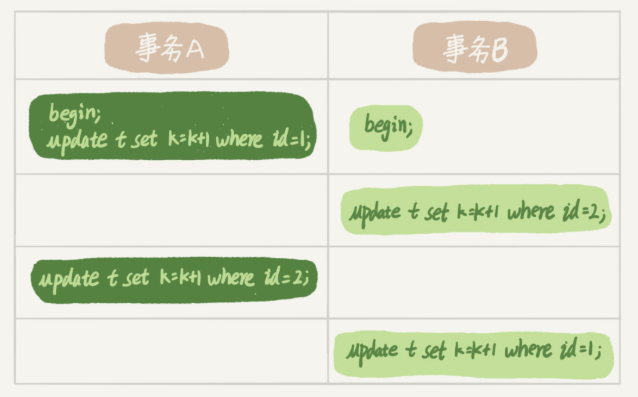 事务A
事务B
begin;
update t set k=k+1 where id=1;
begin;
update t set k=k+1 where id=2;
update t set k=k+1 where id=2;
update t set k=k+1 where id=1;